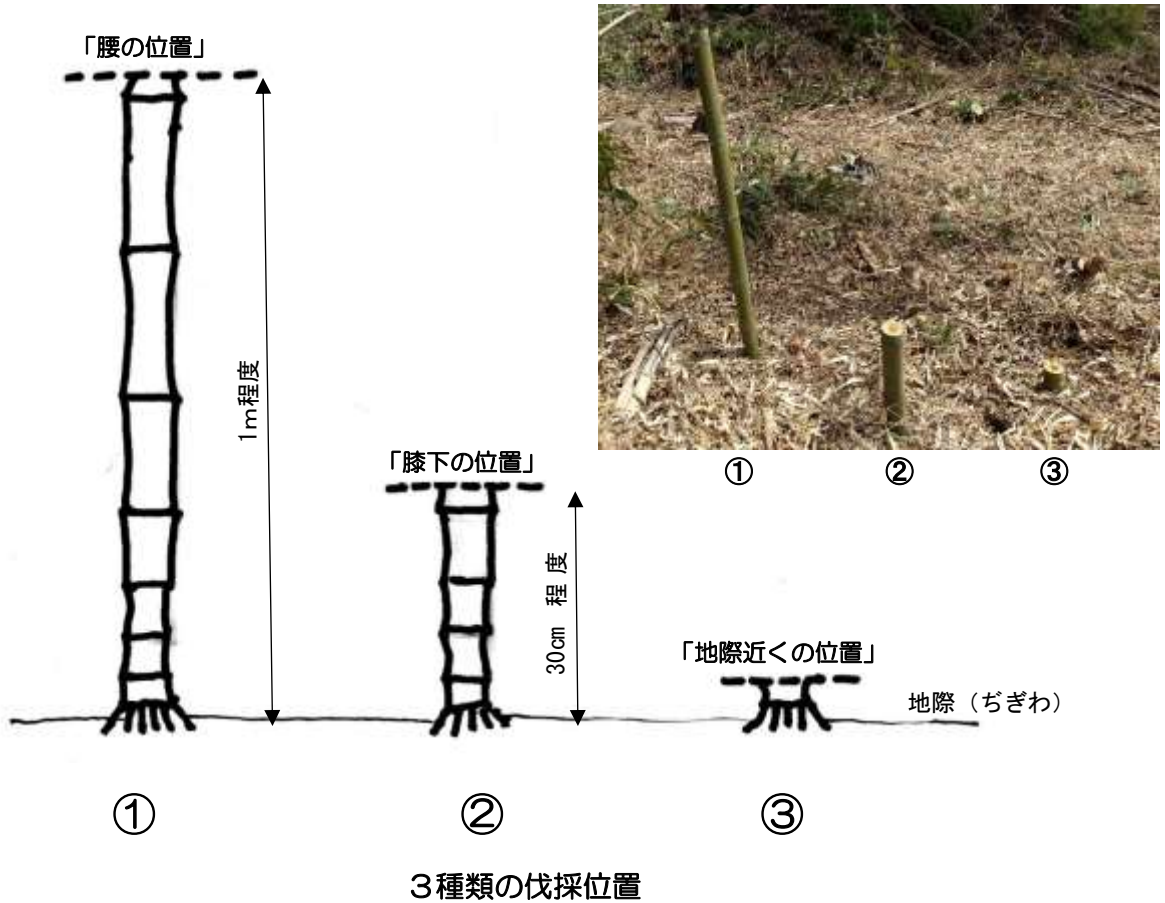 「腰の位置」
1m程度
「膝下の位置」
30cm 程 度
「地際近くの位置」
地際（ぢぎわ）
①
②
③
①
②
③
３種類の伐採位置